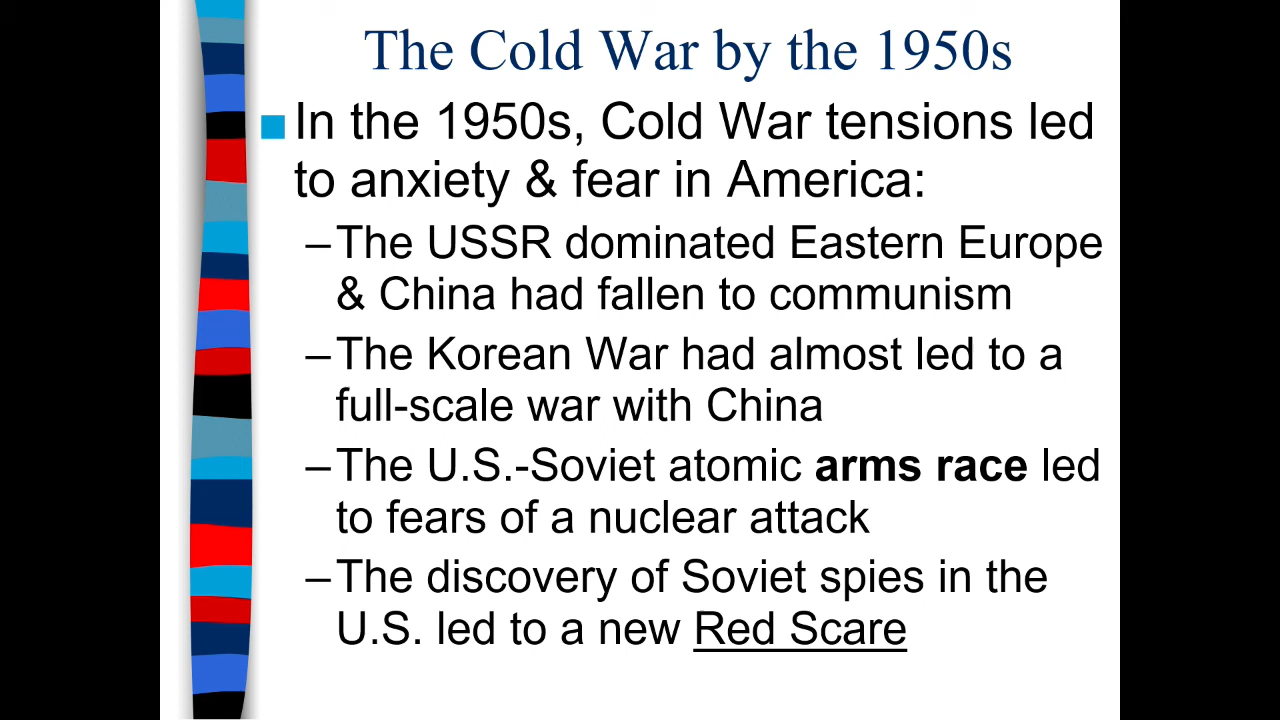 The Cold War by the 1950s
In the 1950s, Cold War tensions led
to anxiety & fear in America:
–The USSR dominated Eastern Europe
& China had fallen to communism
–The Korean War had almost led to a
full-scale war with China
–The U.S.-Soviet atomic arms race led
to fears of a nuclear attack
–The discovery of Soviet spies in the
U.S. led to a new Red Scare